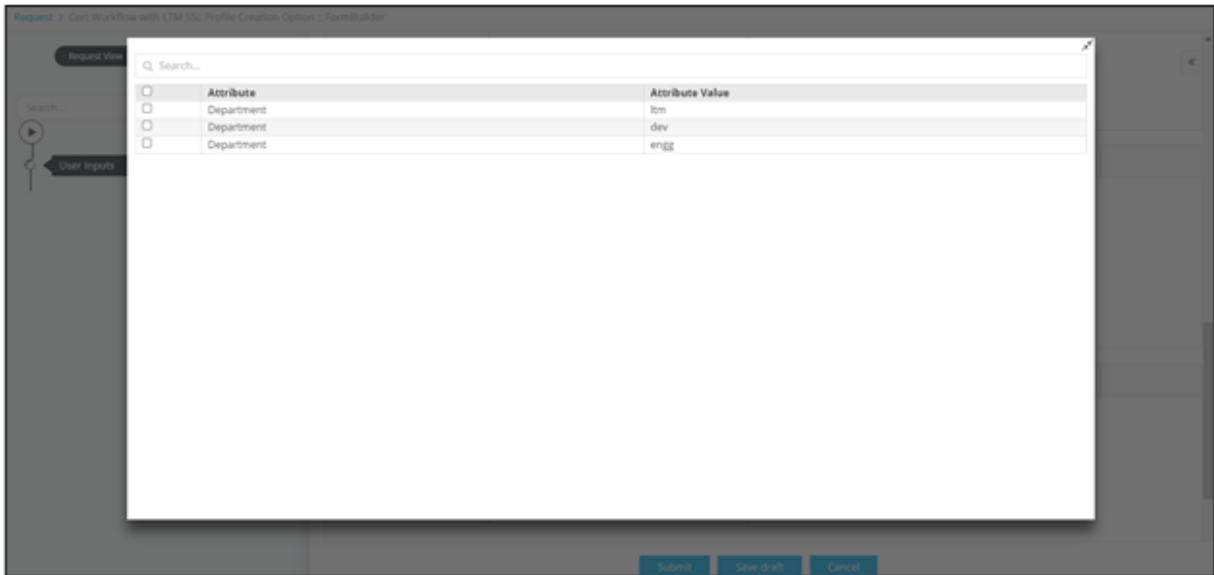 Request > Cert Workflow with LTM SSL Profile Creation Option :: FormBuilder
Request View
Search...
User Inputs
Search...
Attribute Attribute Value
Department ltm
Department dev
Department engg
Submit Save draft Cancel